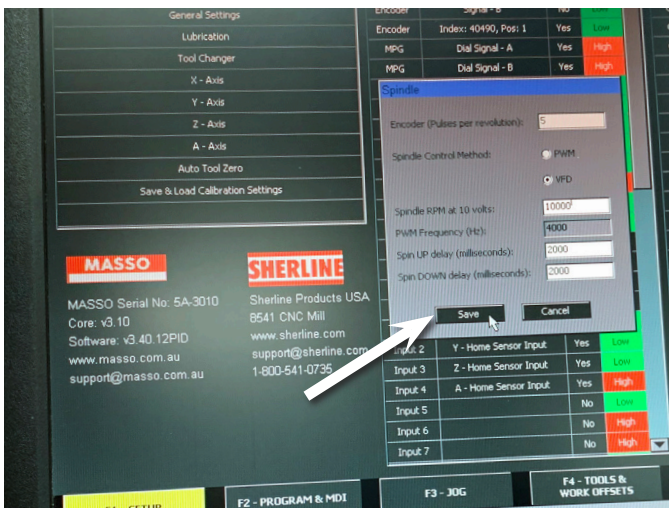 General Settings
Lubrication
Tool Changer
X - Axis
Y - Axis
Z - Axis
A - Axis
Auto Tool Zero
Save & Load Calibration Settings
MASSO
MASSO Serial No: 5A-3010
Core: v3.10
Software: v3.40.12PID
www.masso.com.au
support@masso.com.au
SHERLINE
Sherline Products USA
8541 CNC Mill
www.sherline.com
support@sherline.com
1-800-541-0735
Encoder Signal - B No Low
Encoder Index: 40490, Pos: 1 Yes Low
MPG Dial Signal - A Yes High
MPG Dial Signal - B Yes High
Spindle
Encoder (Pulses per revolution): 5
Spindle Control Method: PWM
VFD
Spindle RPM at 10 volts: 10000
PWM Frequency (Hz): 4000
Spin UP delay (milliseconds): 2000
Spin DOWN delay (milliseconds): 2000
Save Cancel
Input 2 Y - Home Sensor Input Yes Low
Input 3 Z - Home Sensor Input Yes Low
Input 4 A - Home Sensor Input Yes High
Input 5 No Low
Input 6 No High
Input 7 No High
SETUP
F2 - PROGRAM & MDI
F3 - JOG
F4 - TOOLS &
WORK OFFSETS